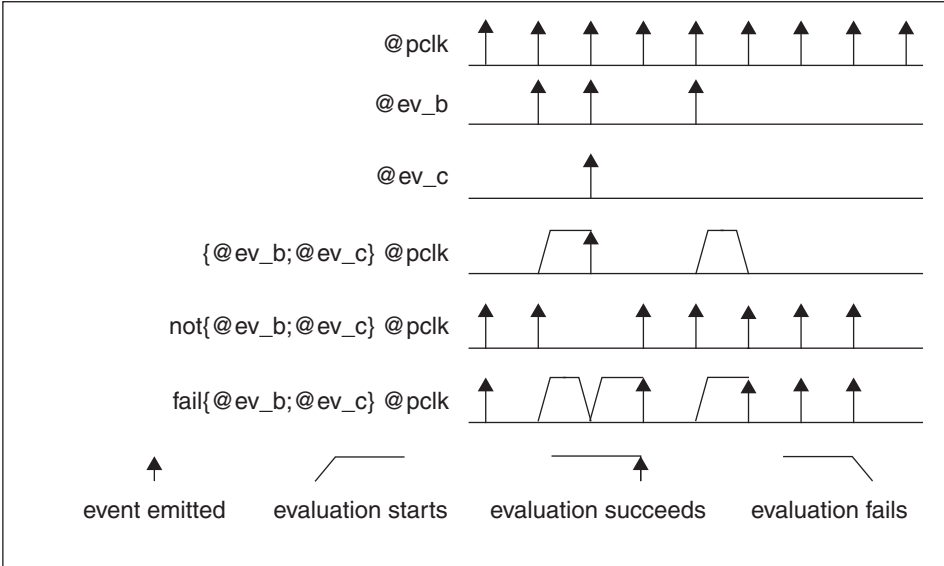 @pclk
@ev_b
@ev_c
{@ev_b;@ev_c} @pclk
not{@ev_b;@ev_c} @pclk
fail{@ev_b;@ev_c} @pclk
event emitted evaluation starts evaluation succeeds evaluation fails